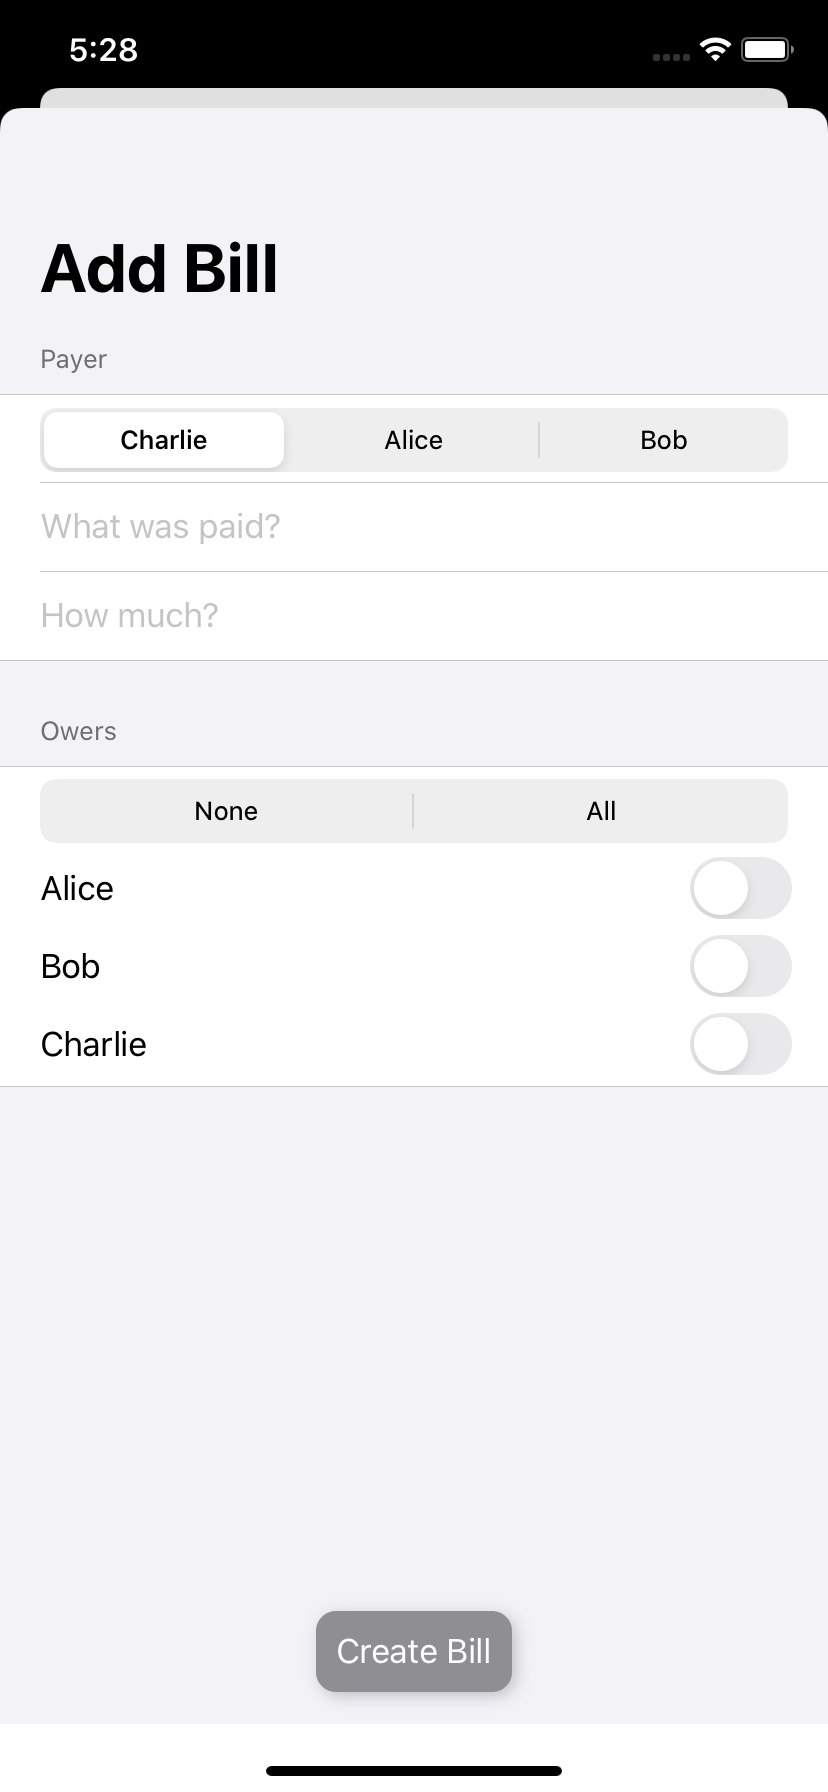 5:28
Add Bill
Payer
Charlie Alice Bob
What was paid?
How much?
Owers
None All
Alice
Bob
Charlie
Create Bill